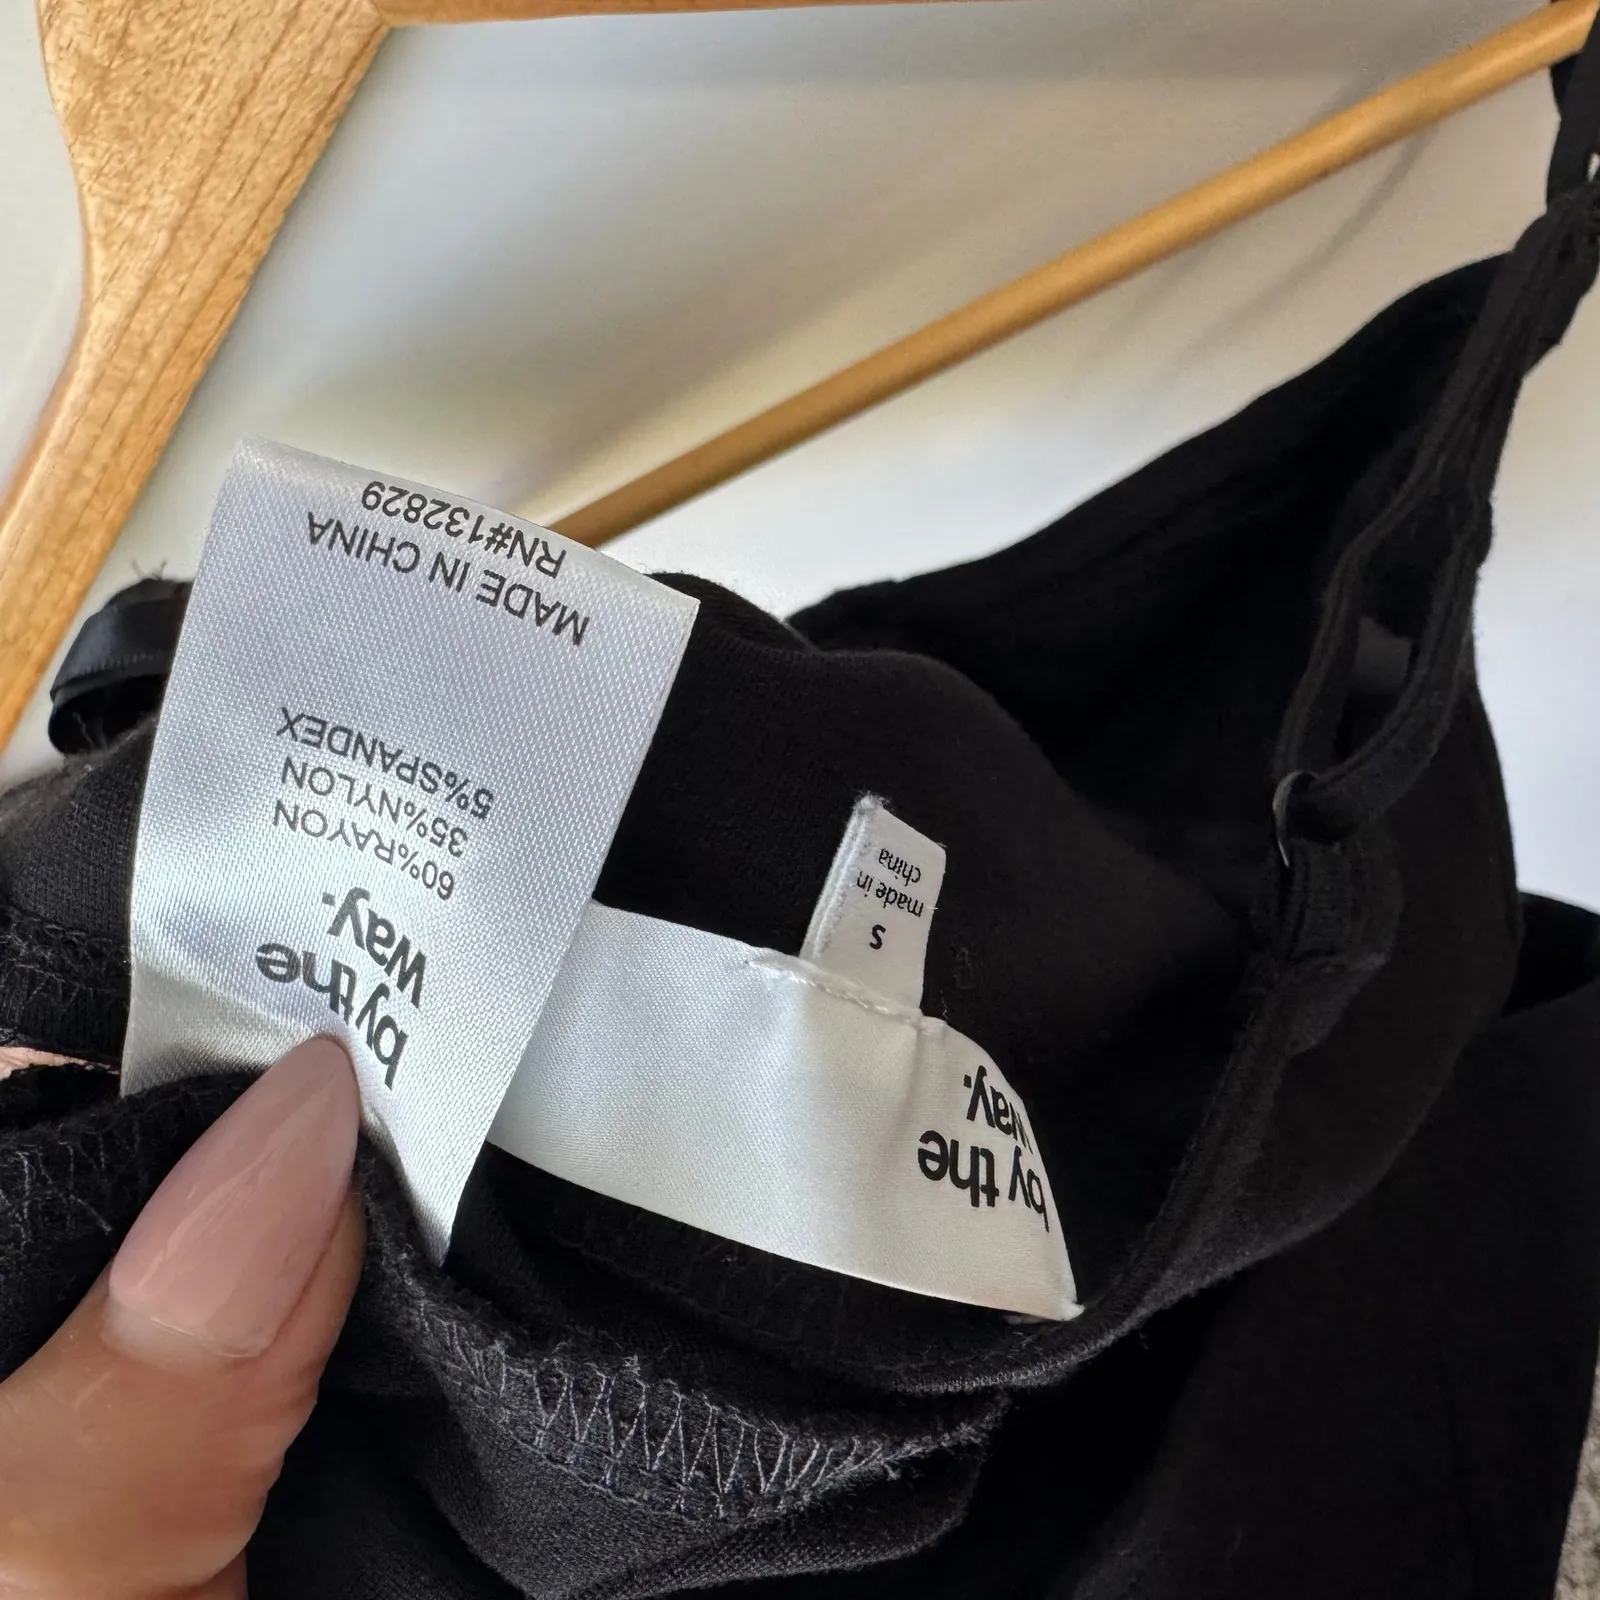 by the
way.
60%RAYON
35%NYLON
5%SPANDEX
MADE IN CHINA
RN#132829
by the
way.
S
made in
china